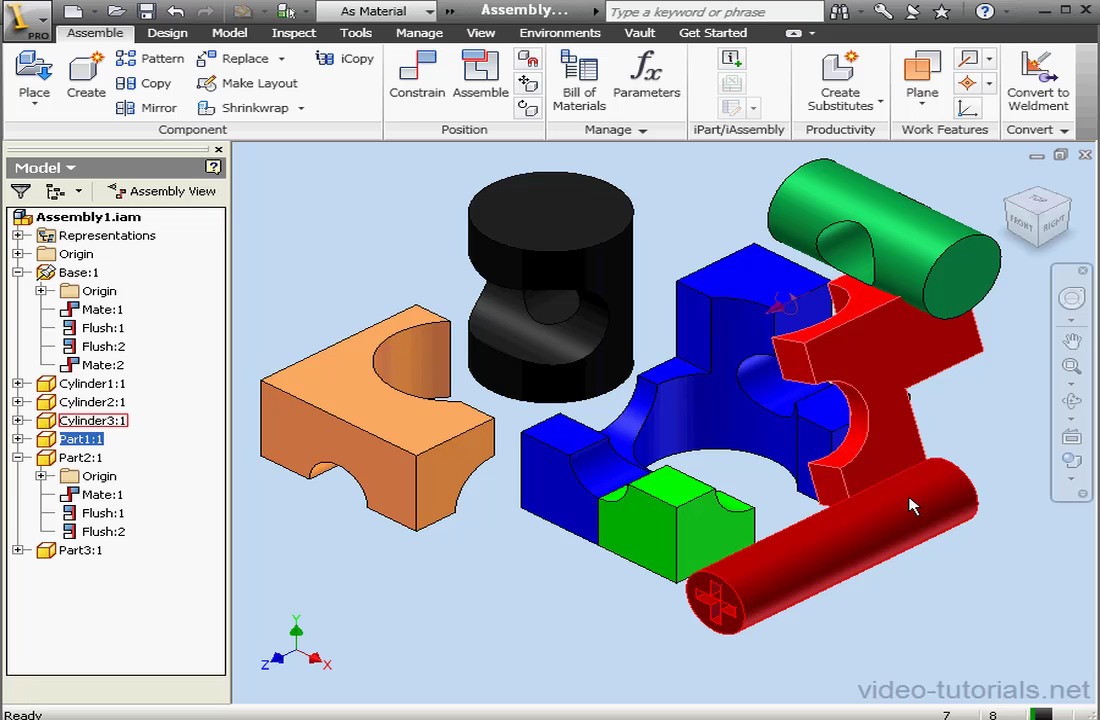 PRO
As Material
Assembly...
Type a keyword or phrase
Assemble Design Model Inspect Tools Manage View Environments Vault Get Started
Place
Create
Pattern
Copy
Mirror
Replace
Make Layout
Shrinkwrap
iCopy
Component
Constrain
Assemble
Position
Bill of
Materials
fx
Parameters
Manage
iPart/iAssembly
Create
Substitutes
Productivity
Plane
Work Features
Convert to
Weldment
Convert
Model
Assembly View
Assembly1.iam
Representations
Origin
Base:1
Origin
Mate:1
Flush:1
Flush:2
Mate:2
Cylinder1:1
Cylinder2:1
Cylinder3:1
Part1:1
Part2:1
Origin
Mate:1
Flush:1
Flush:2
Part3:1
TOP
FRONT
RIGHT
Y
Z
X
video-tutorials.net
Ready
7 8